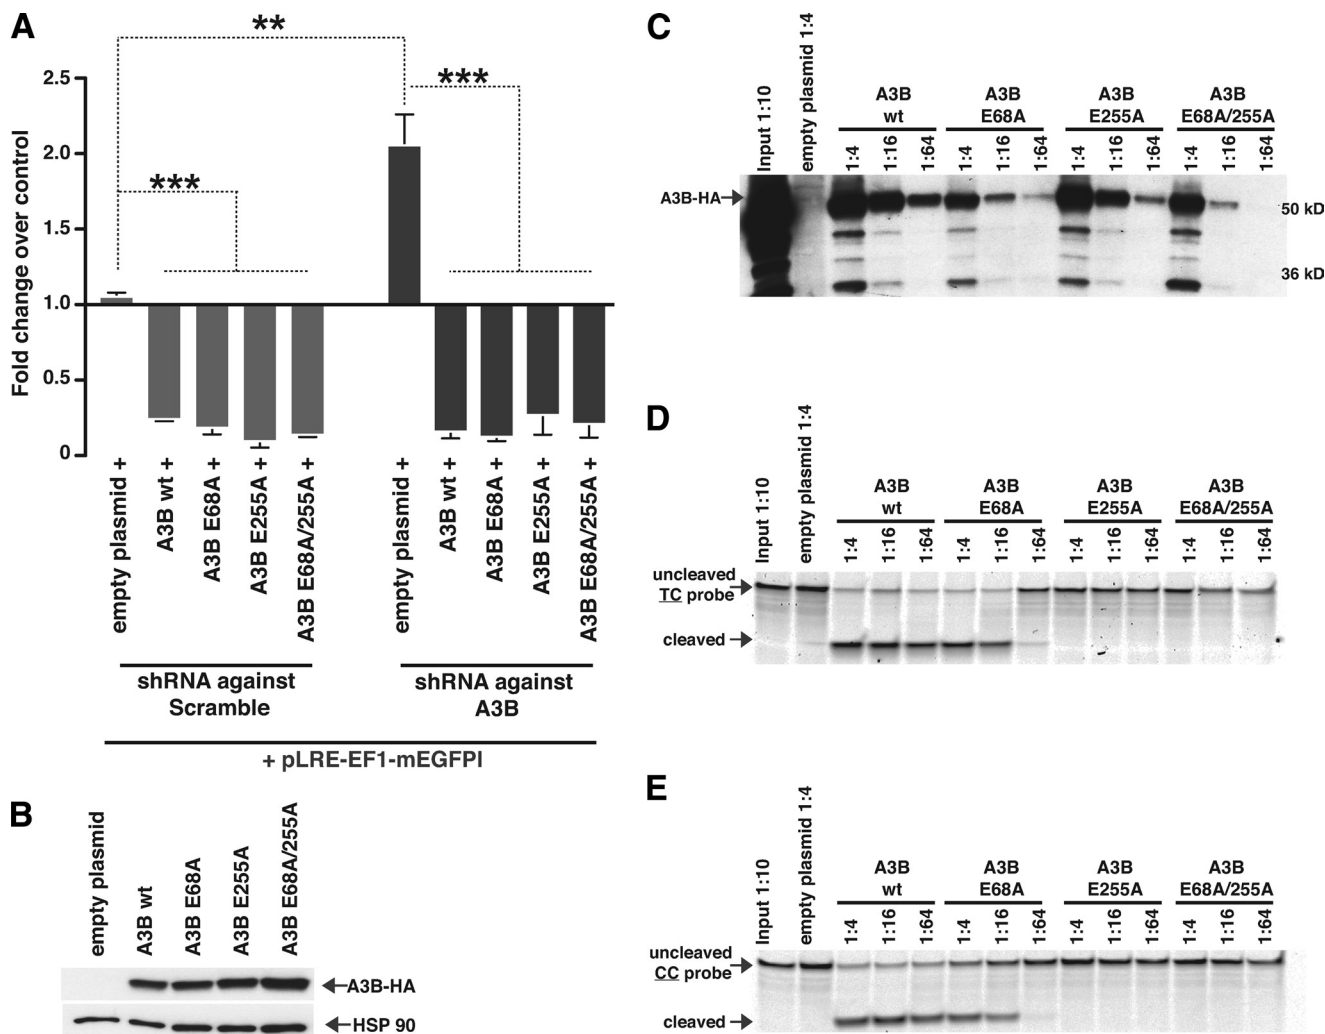 A
**
2.5
***
2.0
***
1.5
1.0
0.5
0
Fold change over control
empty plasmid +
A3B wt +
A3B E68A +
A3B E255A +
A3B E68A/255A +
empty plasmid +
A3B wt +
A3B E68A +
A3B E255A +
A3B E68A/255A +
shRNA against
Scramble
shRNA against
A3B
+ pLRE-EF1-mEGFPI
B
empty plasmid
A3B wt
A3B E68A
A3B E255A
A3B E68A/255A
A3B-HA
HSP 90
C
Input 1:10
empty plasmid 1:4
A3B
wt
A3B
E68A
A3B
E255A
A3B
E68A/255A
1:4
1:16
1:64
1:4
1:16
1:64
1:4
1:16
1:64
1:4
1:16
1:64
A3B-HA
50 kD
36 kD
D
Input 1:10
empty plasmid 1:4
A3B
wt
A3B
E68A
A3B
E255A
A3B
E68A/255A
1:4
1:16
1:64
1:4
1:16
1:64
1:4
1:16
1:64
1:4
1:16
1:64
uncleaved
TC probe
cleaved
E
Input 1:10
empty plasmid 1:4
A3B
wt
A3B
E68A
A3B
E255A
A3B
E68A/255A
1:4
1:16
1:64
1:4
1:16
1:64
1:4
1:16
1:64
1:4
1:16
1:64
uncleaved
CC probe
cleaved